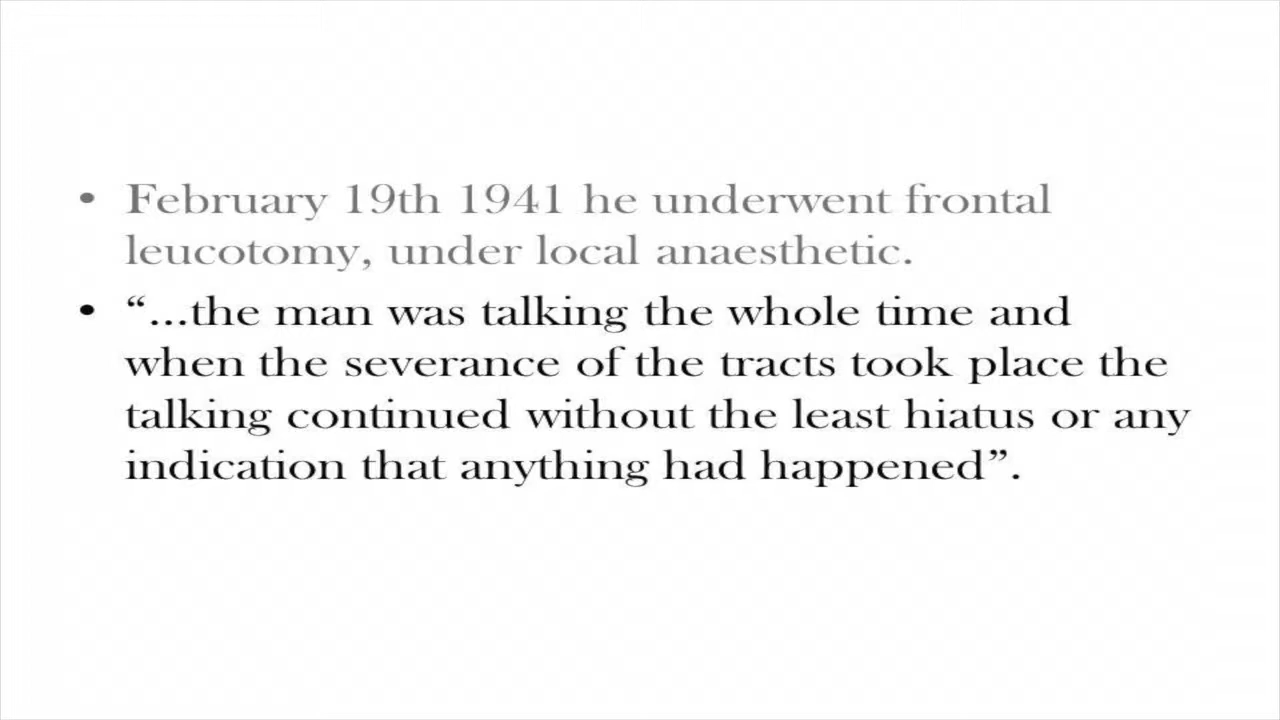 • February 19th 1941 he underwent frontal
leucotomy, under local anaesthetic.
• “...the man was talking the whole time and
when the severance of the tracts took place the
talking continued without the least hiatus or any
indication that anything had happened”.